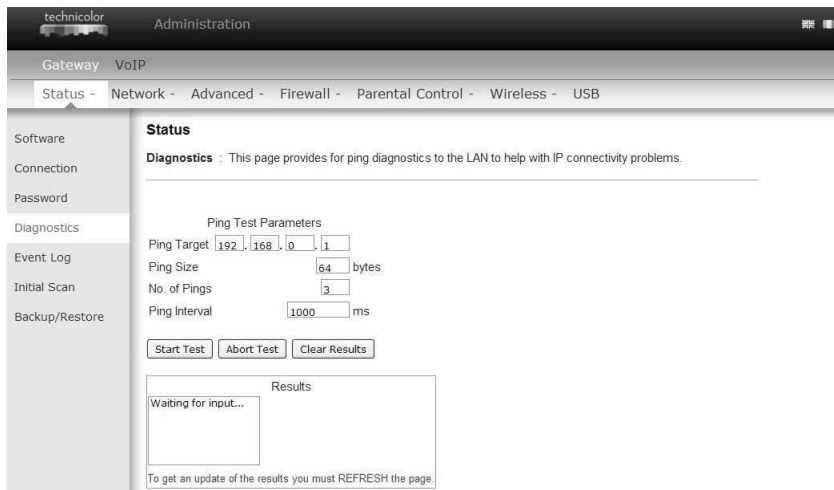 technicolor
Administration
Gateway VoIP
Status - Network - Advanced - Firewall - Parental Control - Wireless - USB
Software
Connection
Password
Diagnostics
Event Log
Initial Scan
Backup/Restore
Status
Diagnostics : This page provides for ping diagnostics to the LAN to help with IP connectivity problems.
Ping Test Parameters
Ping Target 192 . 168 . 0 . 1
Ping Size 64 bytes
No. of Pings 3
Ping Interval 1000 ms
Start Test Abort Test Clear Results
Results
Waiting for input...
To get an update of the results you must REFRESH the page.